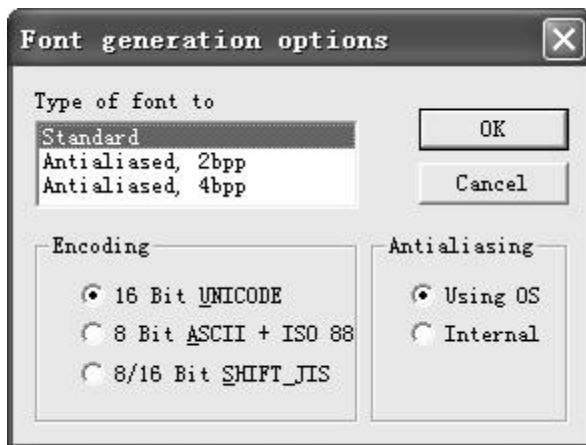 Font generation options
Type of font to
Standard
Antialiased, 2bpp
Antialiased, 4bpp
OK
Cancel
Encoding
16 Bit UNICODE
8 Bit ASCII + ISO 88
8/16 Bit SHIFT_JIS
Antialiasing
Using OS
Internal